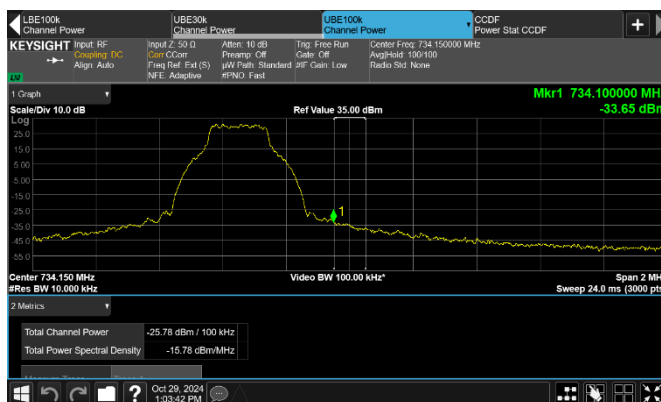 LBE100k
Channel Power
UBE30k
Channel Power
UBE100k
Channel Power
CCDF
Power Stat CCDF
KEYSIGHT
Input: RF
Coupling: DC
Align: Auto
Input Z: 50 Ω
Corr CCorr
Freq Ref: Ext (S)
NFE: Adaptive
Atten: 10 dB
Preamp: Off
µW Path: Standard
#PNO: Fast
Trig: Free Run
Gate: Off
#IF Gain: Low
Center Freq: 734.150000 MHz
Avg|Hold: 100/100
Radio Std: None
1 Graph
Mkr1 734.100000 MH
-33.65 dBm
Scale/Div 10.0 dB
Ref Value 35.00 dBm
Log
25.0
15.0
5.00
-5.00
-15.0
-25.0
-35.0
-45.0
-55.0
1
Center 734.150 MHz
Video BW 100.00 kHz*
Span 2 MH
#Res BW 10.000 kHz
Sweep 24.0 ms (3000 pts
2 Metrics
Total Channel Power
-25.78 dBm / 100 kHz
Total Power Spectral Density
-15.78 dBm/MHz
?
Oct 29, 2024
1:03:42 PM